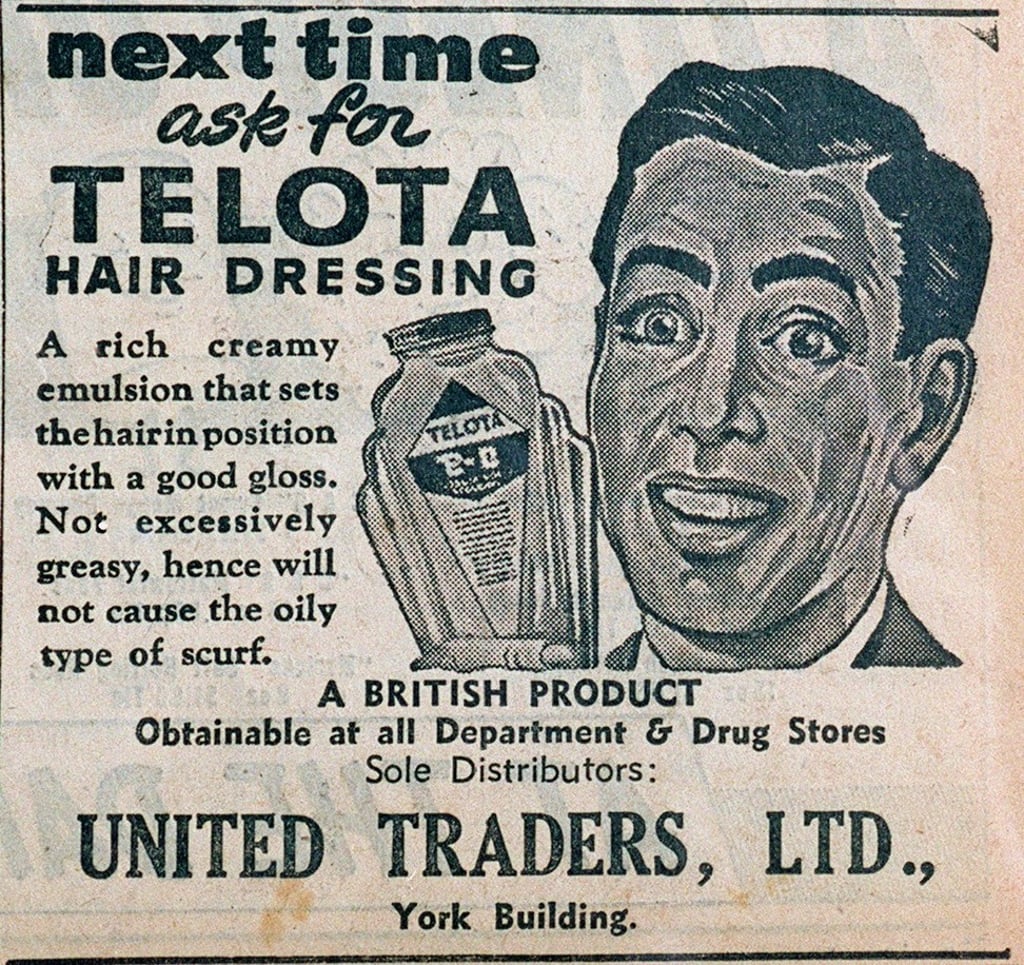 next time
ask for
TELOTA
HAIR DRESSING
A rich creamy
emulsion that sets
the hair in position
with a good gloss.
Not excessively
greasy, hence will
not cause the oily
type of scurf.
TELOTA
A BRITISH PRODUCT
Obtainable at all Department & Drug Stores
Sole Distributors:
UNITED TRADERS, LTD.,
York Building.